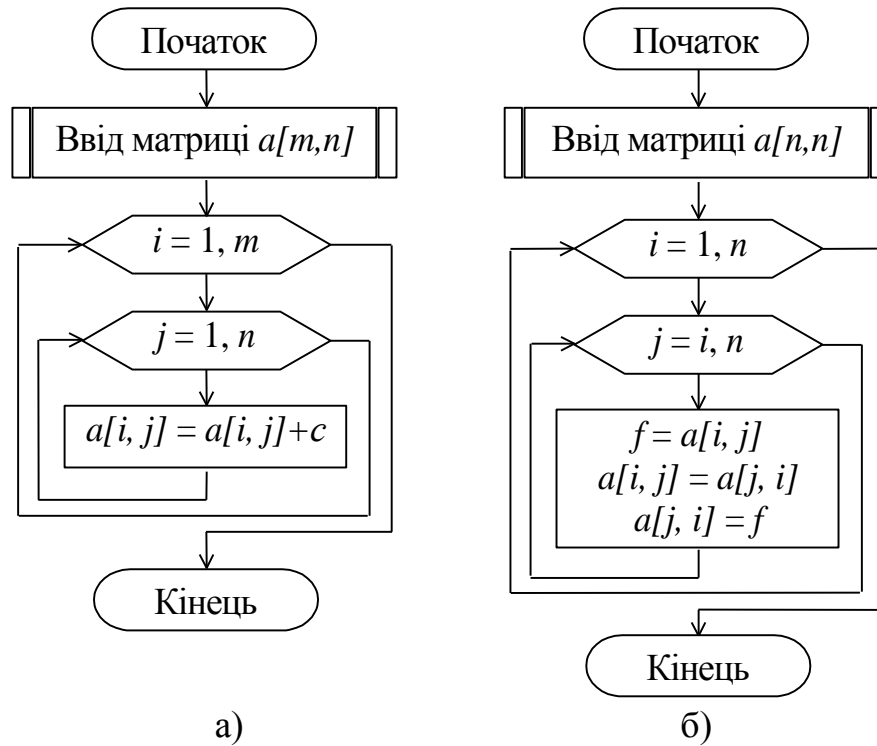 Початок
Ввід матриці a[m,n]
i = 1, m
j = 1, n
a[i, j] = a[i, j]+c
Кінець
а)
Початок
Ввід матриці a[n,n]
i = 1, n
j = i, n
f = a[i, j]
a[i, j] = a[j, i]
a[j, i] = f
Кінець
б)